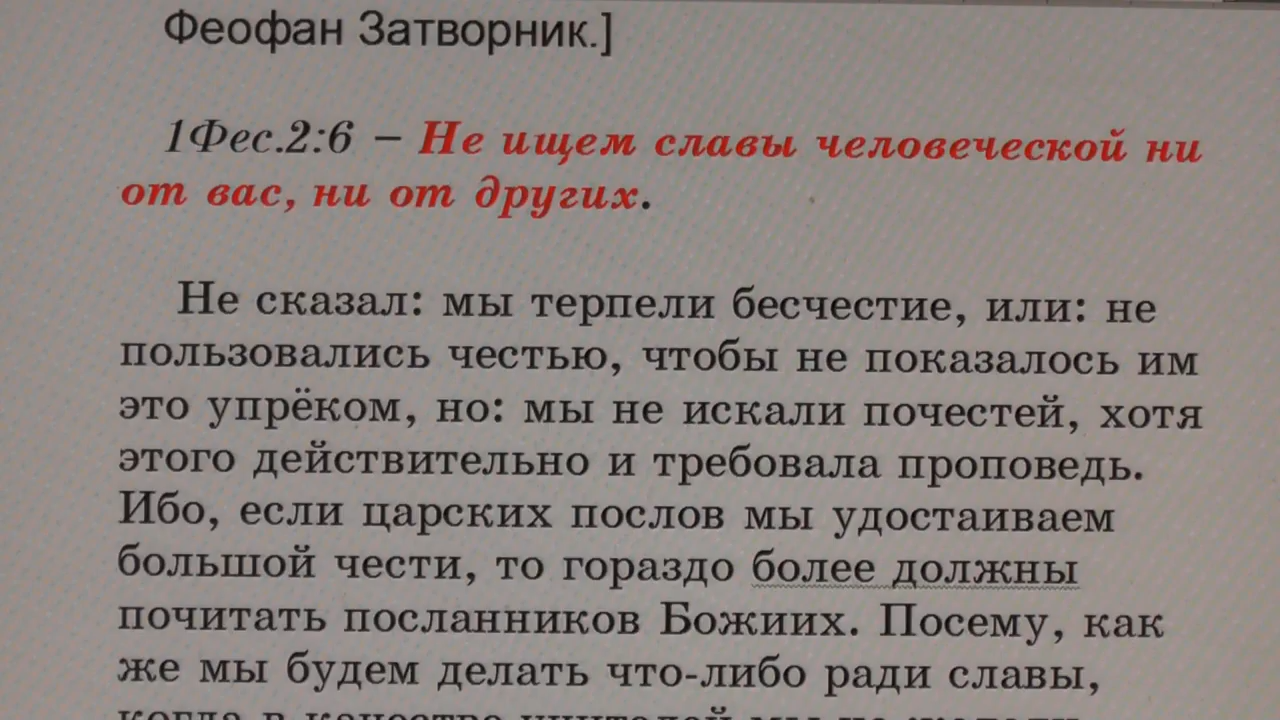 Феофан Затворник.]
1Фес.2:6 – Не ищем славы человеческой ни
от вас, ни от других.
Не сказал: мы терпели бесчестие, или: не
пользовались честью, чтобы не показалось им
это упрёком, но: мы не искали почестей, хотя
этого действительно и требовала проповедь.
Ибо, если царских послов мы удостаиваем
большой чести, то гораздо более должны
почитать посланников Божиих. Посему, как
же мы будем делать что-либо ради славы,